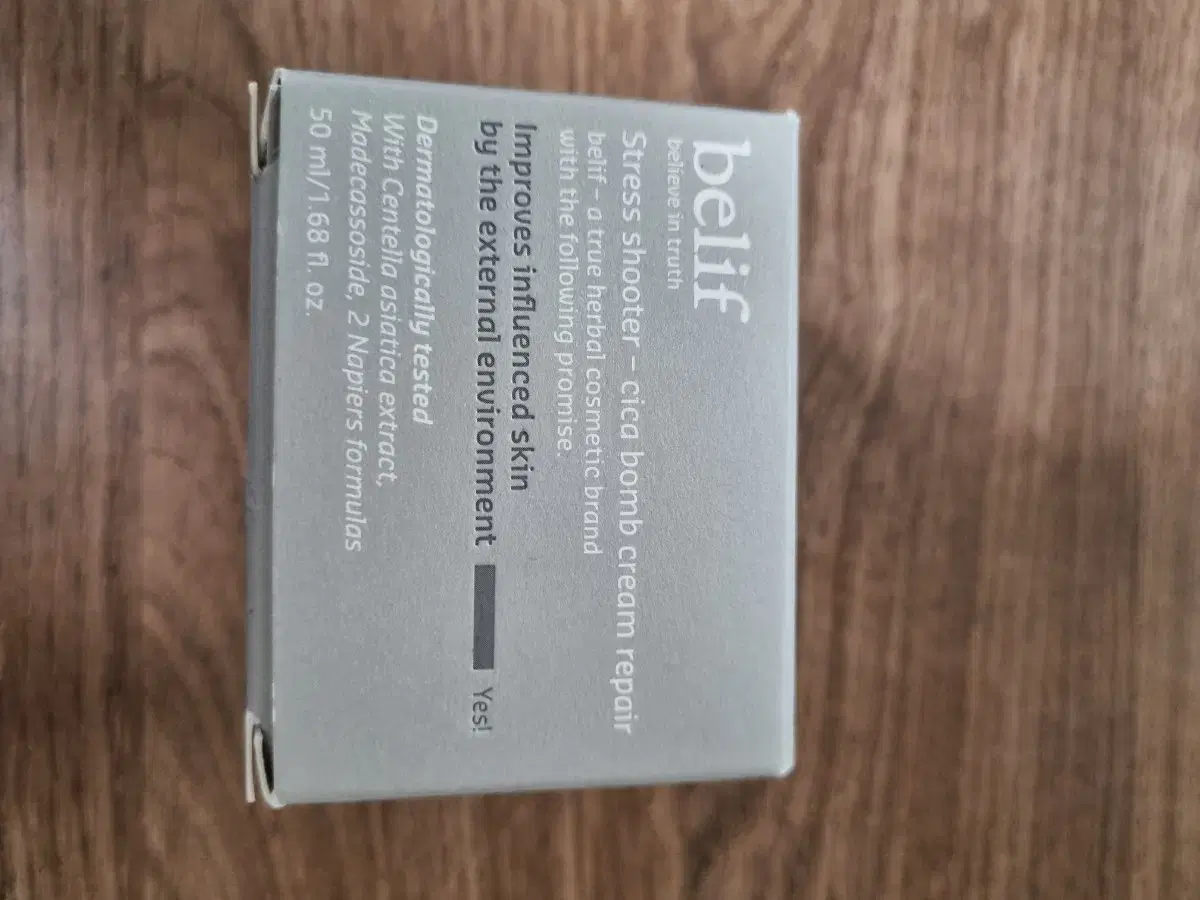 belif
believe in truth
Stress shooter – cica bomb cream repair
belif – a true herbal cosmetic brand
with the following promise.
Improves influenced skin
by the external environment Yes!
Dermatologically tested
With Centella asiatica extract,
Madecassoside, 2 Napiers formulas
50 ml/1.68 fl. oz.